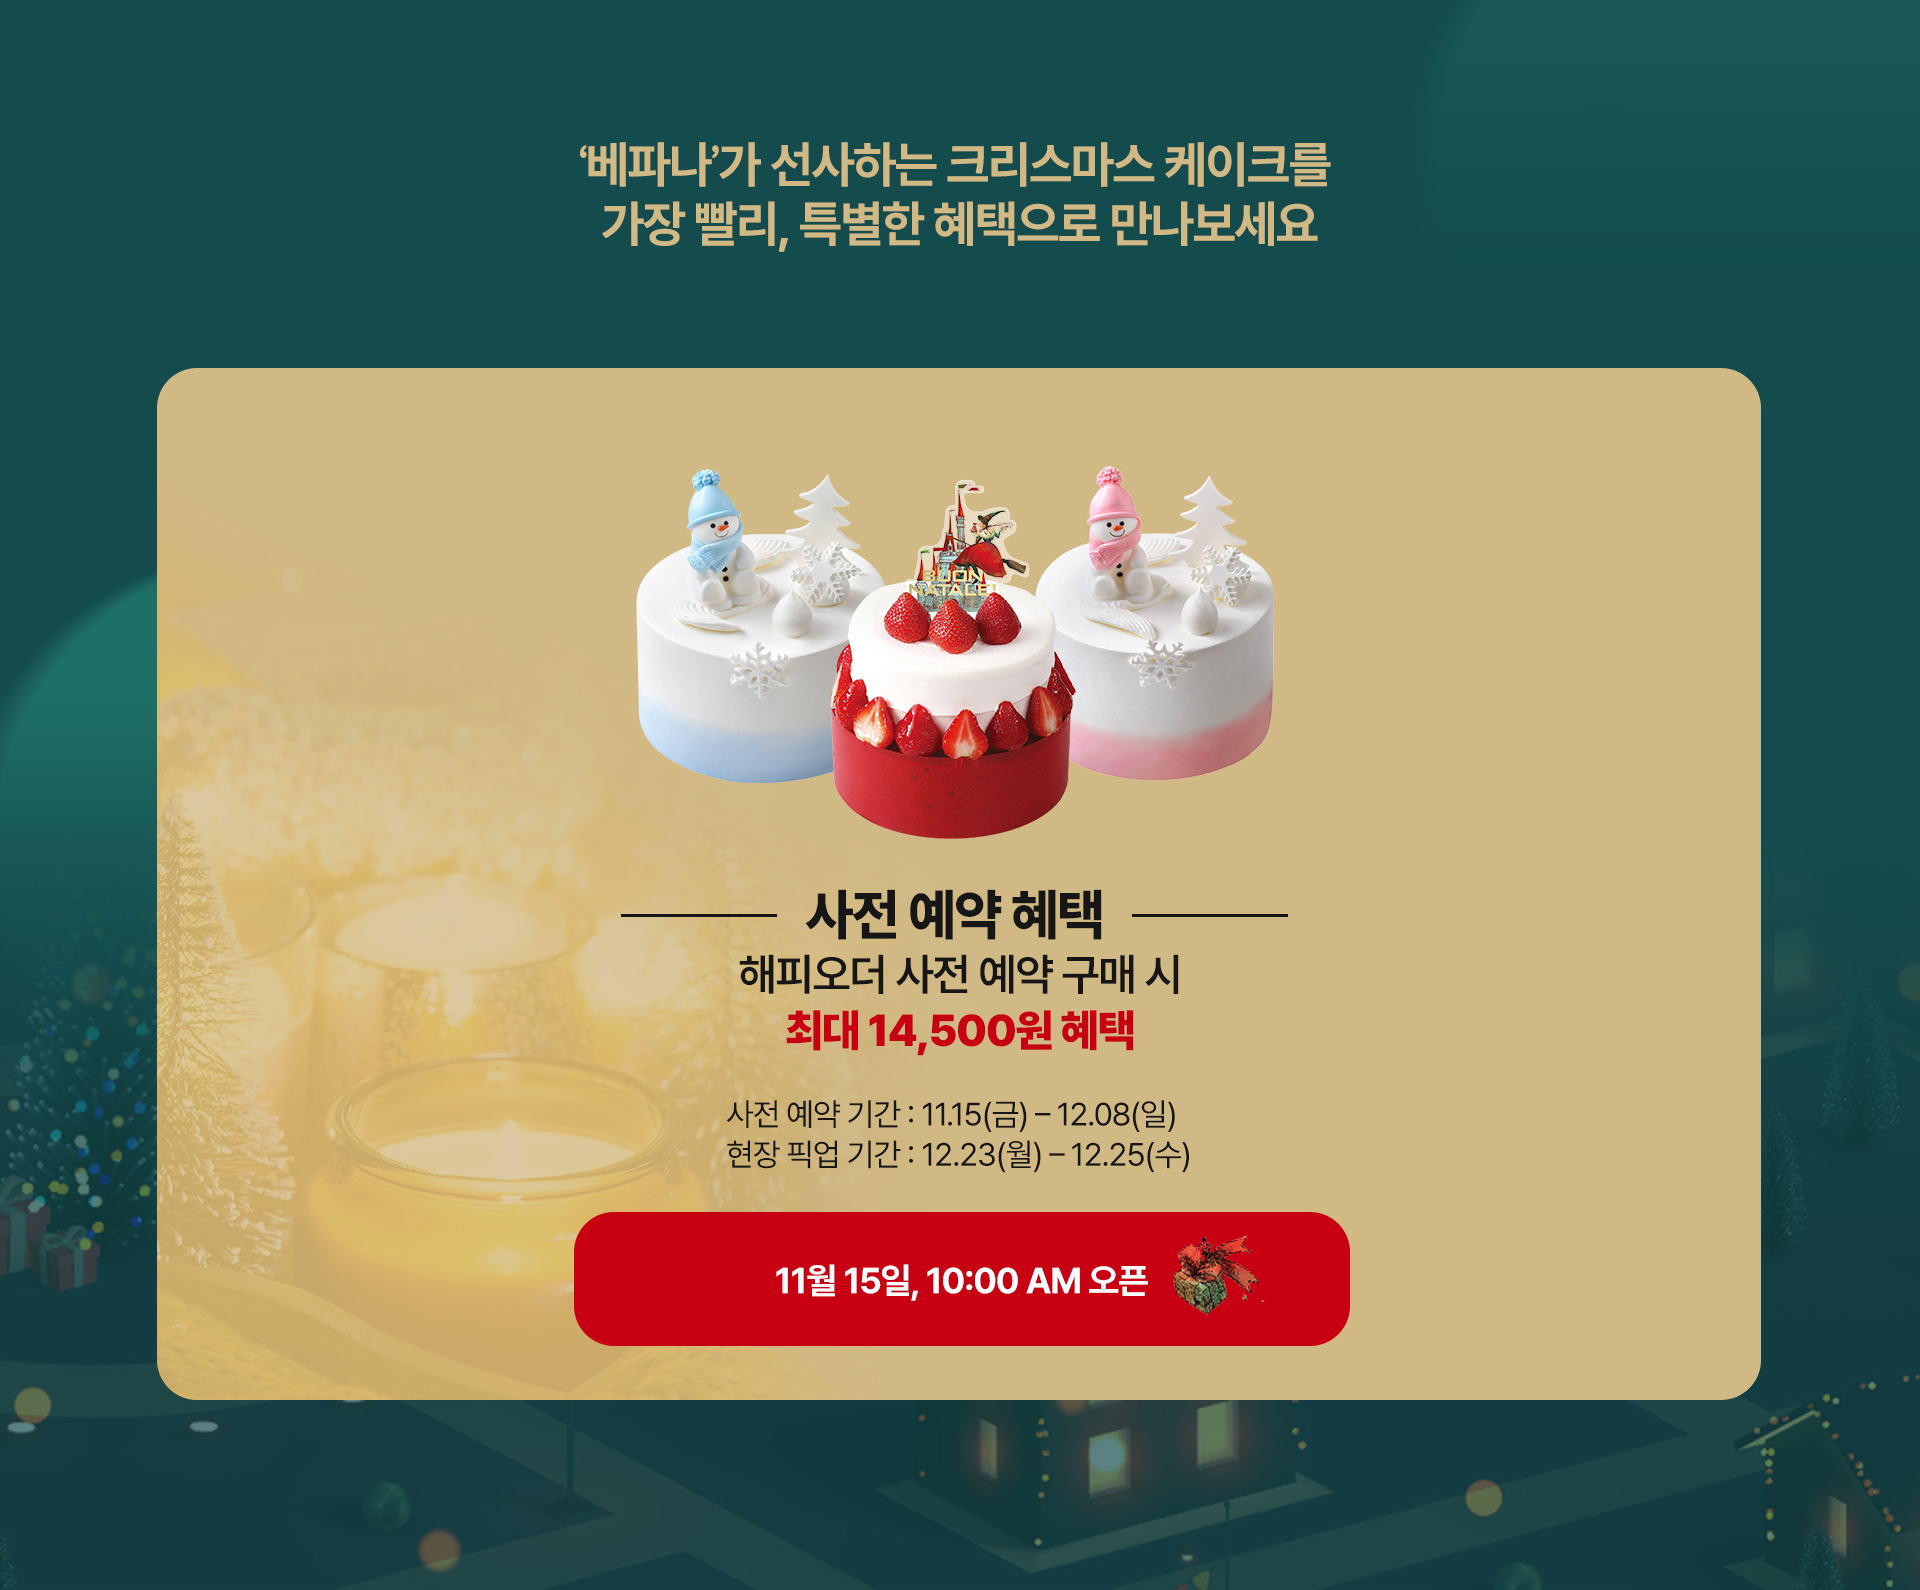 ‘베파나’가 선사하는 크리스마스 케이크를
가장 빨리, 특별한 혜택으로 만나보세요
BUON
NATALE!
사전 예약 혜택
해피오더 사전 예약 구매 시
최대 14,500원 혜택
사전 예약 기간 : 11.15(금) – 12.08(일)
현장 픽업 기간 : 12.23(월) – 12.25(수)
11월 15일, 10:00 AM 오픈